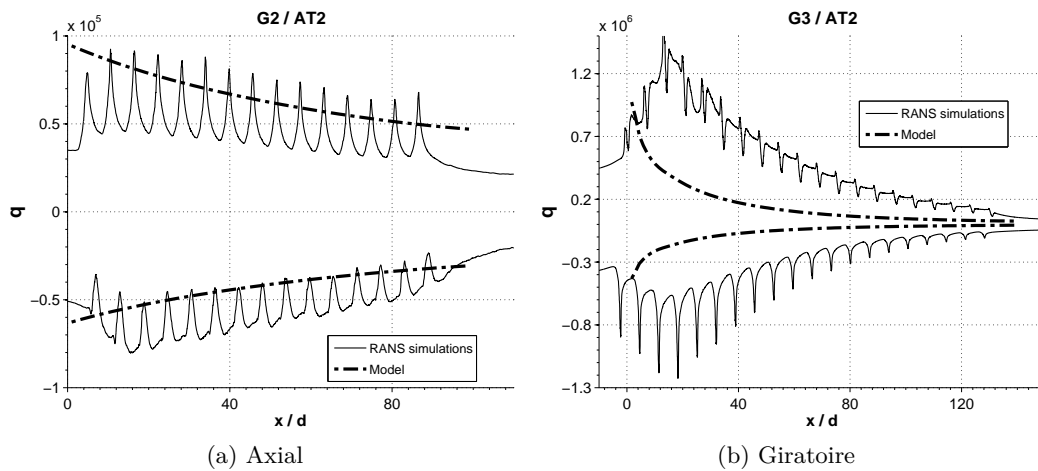 G2 / AT2
x 10^5
1
0.5
0
−0.5
−1
q
0
40
80
x / d
RANS simulations
Model
(a) Axial
G3 / AT2
x 10^6
1.2
0.7
0.2
−0.3
−0.8
−1.3
q
0
40
80
120
x / d
RANS simulations
Model
(b) Giratoire